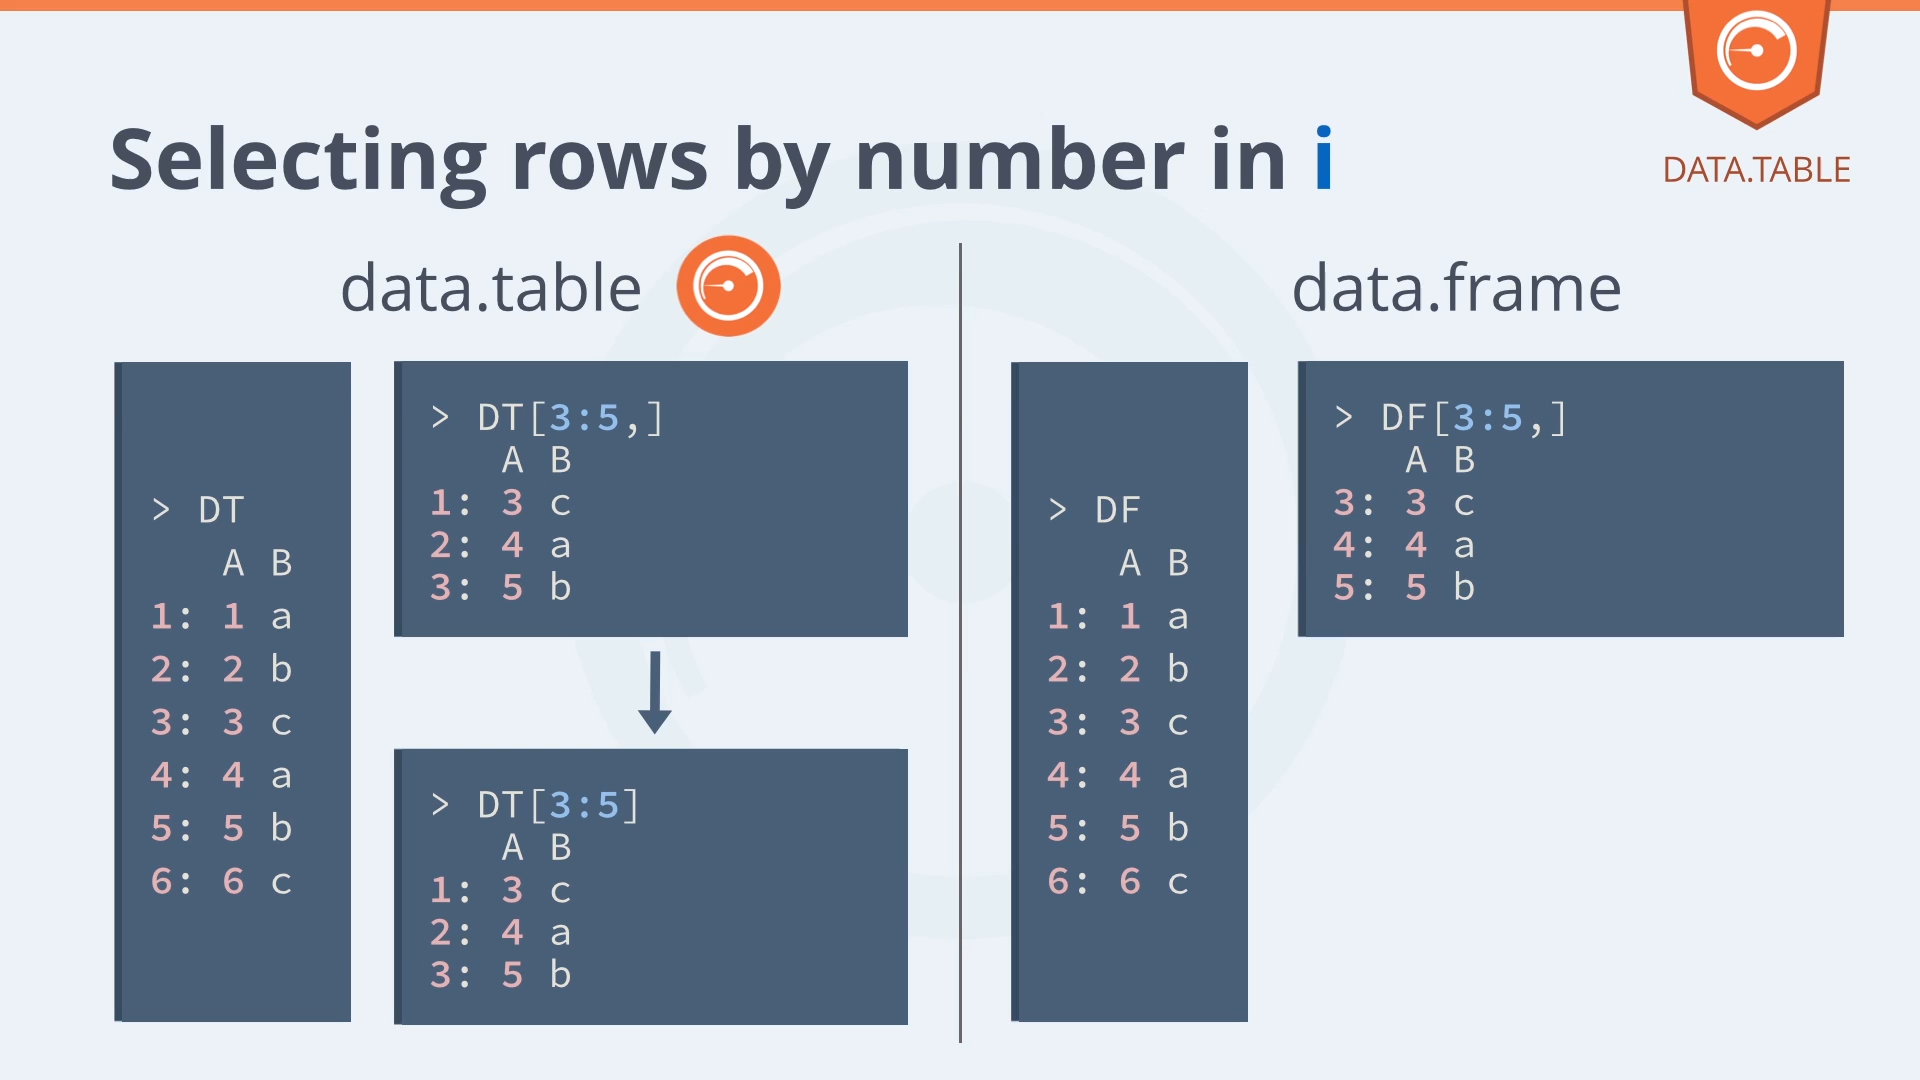 Selecting rows by number in i
DATA.TABLE
data.table
> DT
A B
1: 1 a
2: 2 b
3: 3 c
4: 4 a
5: 5 b
6: 6 c
> DT[3:5,]
A B
1: 3 c
2: 4 a
3: 5 b
> DT[3:5]
A B
1: 3 c
2: 4 a
3: 5 b
data.frame
> DF
A B
1: 1 a
2: 2 b
3: 3 c
4: 4 a
5: 5 b
6: 6 c
> DF[3:5,]
A B
3: 3 c
4: 4 a
5: 5 b